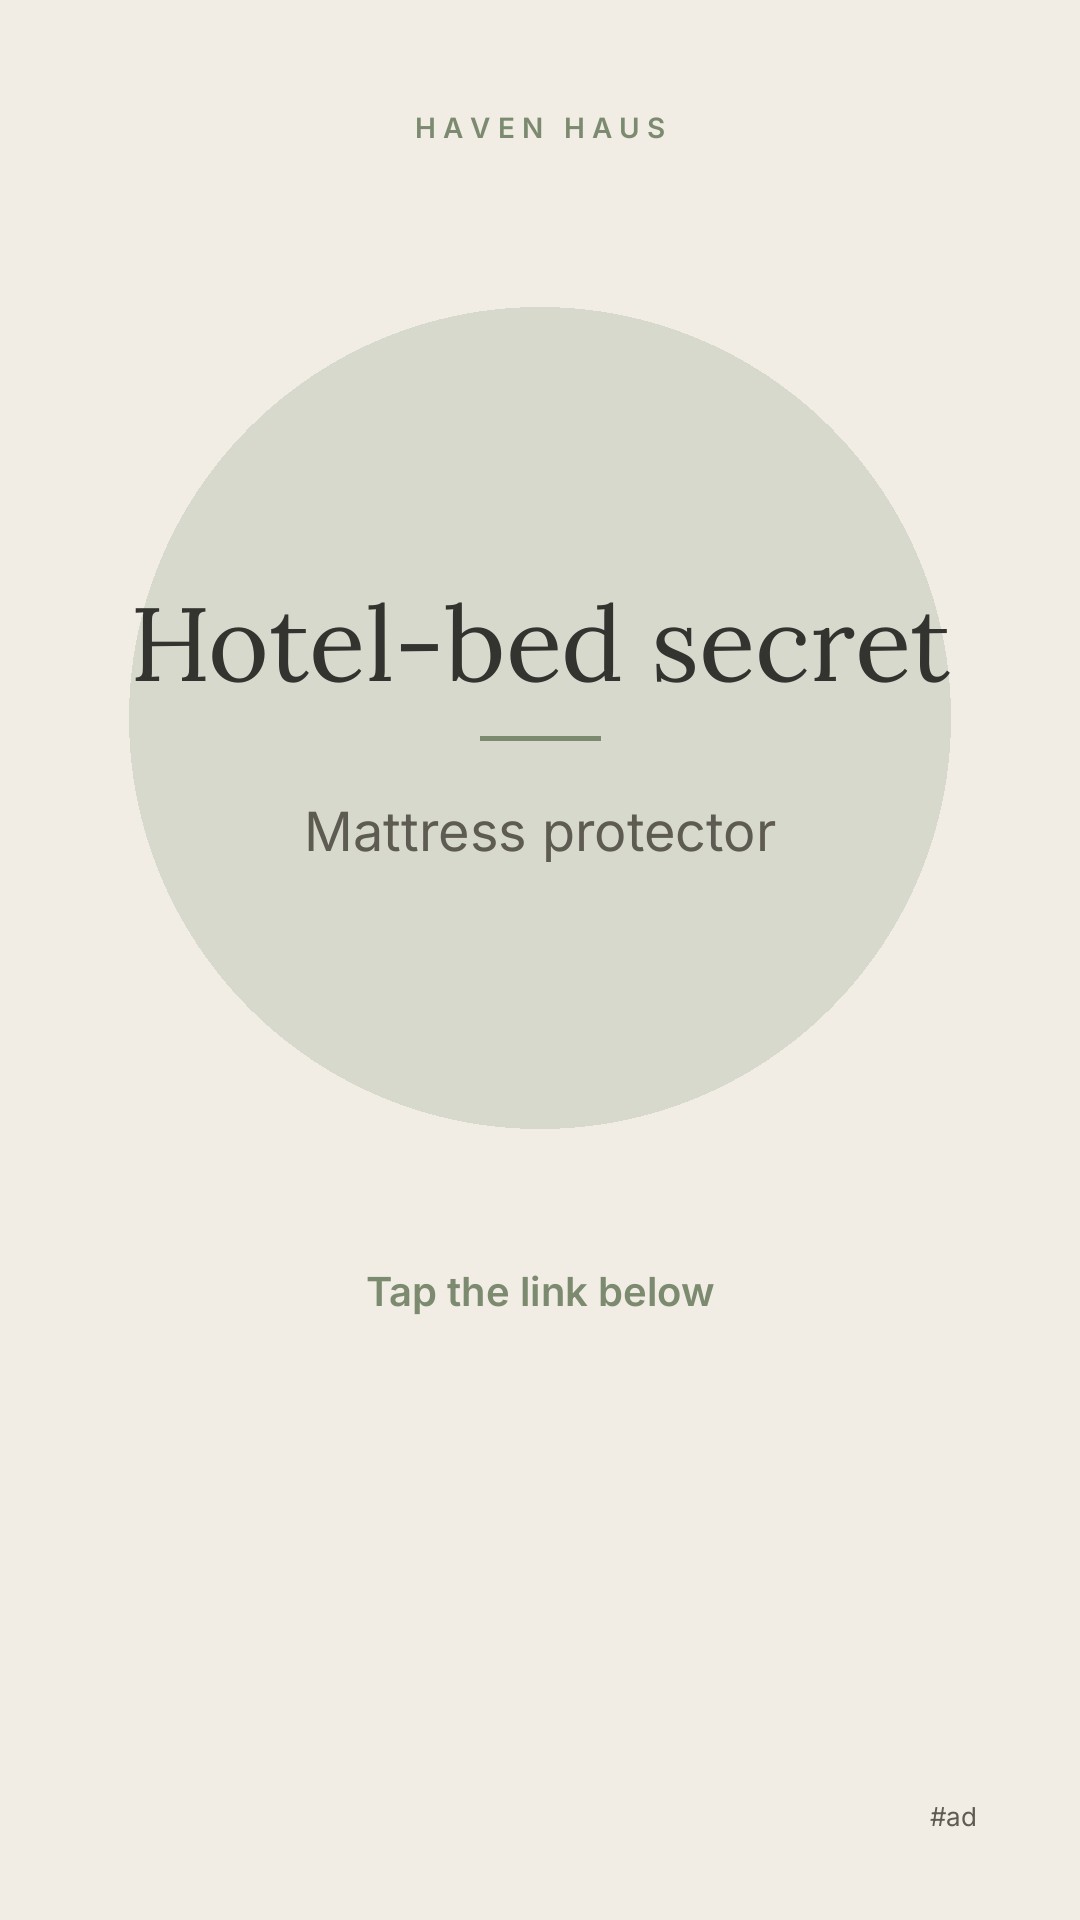 HAVEN HAUS
Hotel-bed secret
Mattress protector
Tap the link below
#ad